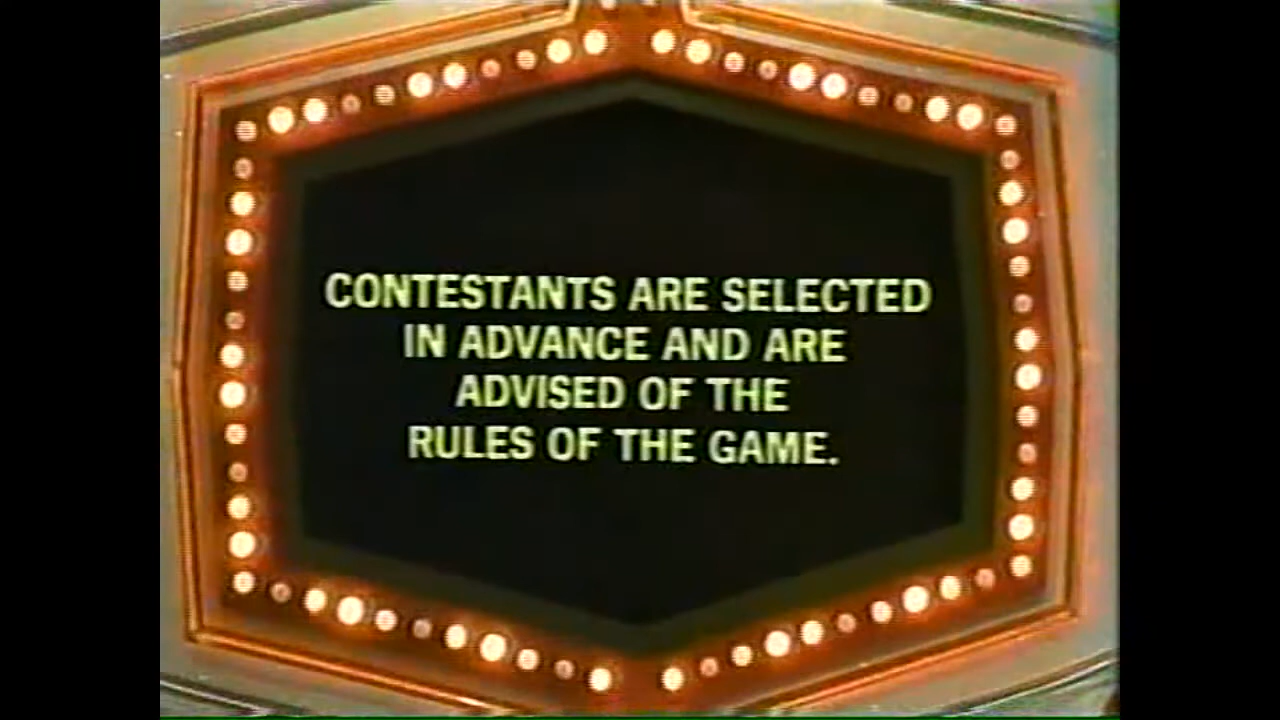 CONTESTANTS ARE SELECTED
IN ADVANCE AND ARE
ADVISED OF THE
RULES OF THE GAME.